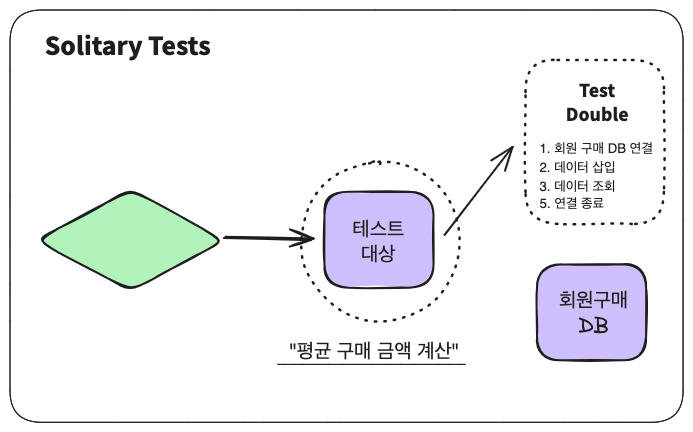 Solitary Tests
Test
Double
1. 회원 구매 DB 연결
2. 데이터 삽입
3. 데이터 조회
5. 연결 종료
테스트
대상
"평균 구매 금액 계산"
회원구매
DB